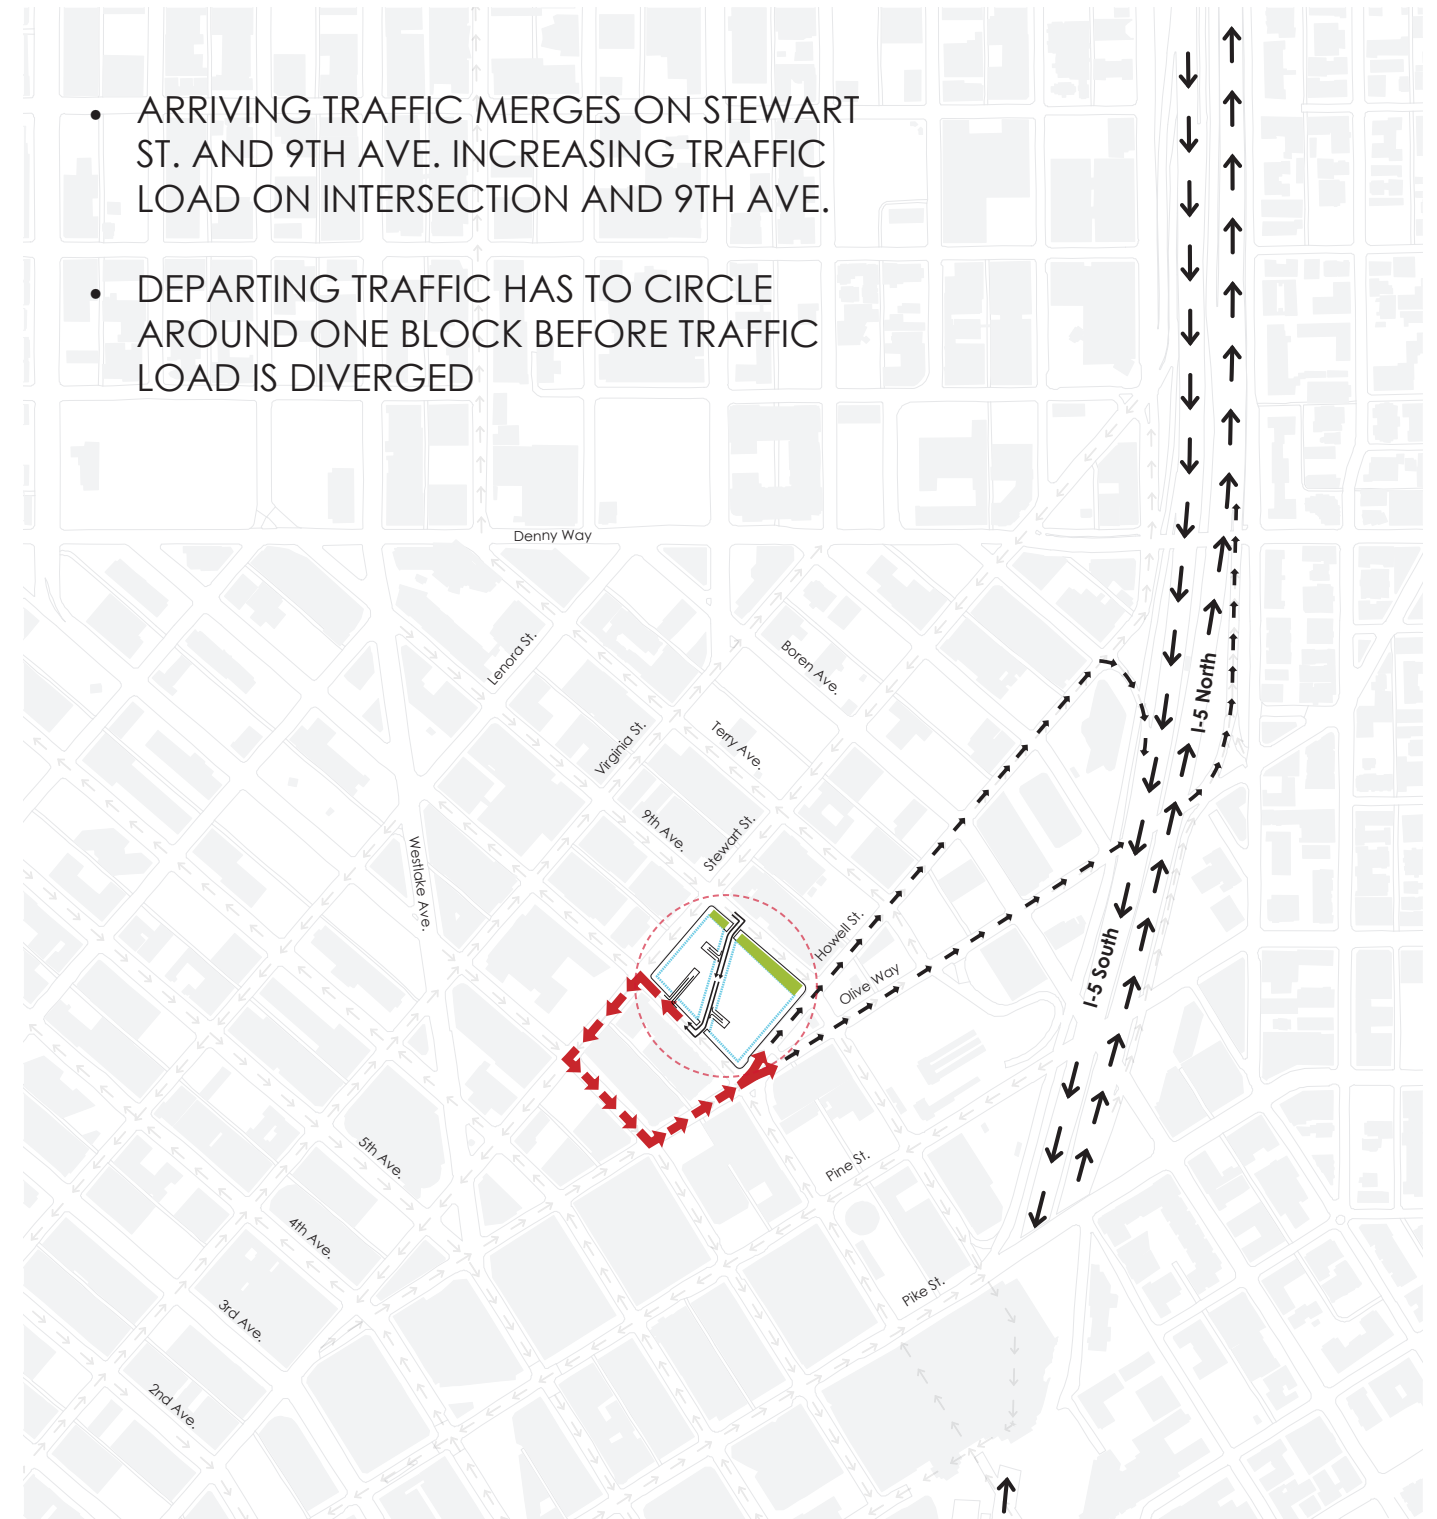 • ARRIVING TRAFFIC MERGES ON STEWART
ST. AND 9TH AVE. INCREASING TRAFFIC
LOAD ON INTERSECTION AND 9TH AVE.
• DEPARTING TRAFFIC HAS TO CIRCLE
AROUND ONE BLOCK BEFORE TRAFFIC
LOAD IS DIVERGED
Denny Way
Lenora St.
Boren Ave.
Virginia St.
Terry Ave.
I-5 North
9th Ave.
Stewart St.
Westlake Ave.
Howell St.
Olive Way
I-5 South
5th Ave.
Pine St.
4th Ave.
Pike St.
3rd Ave.
2nd Ave.